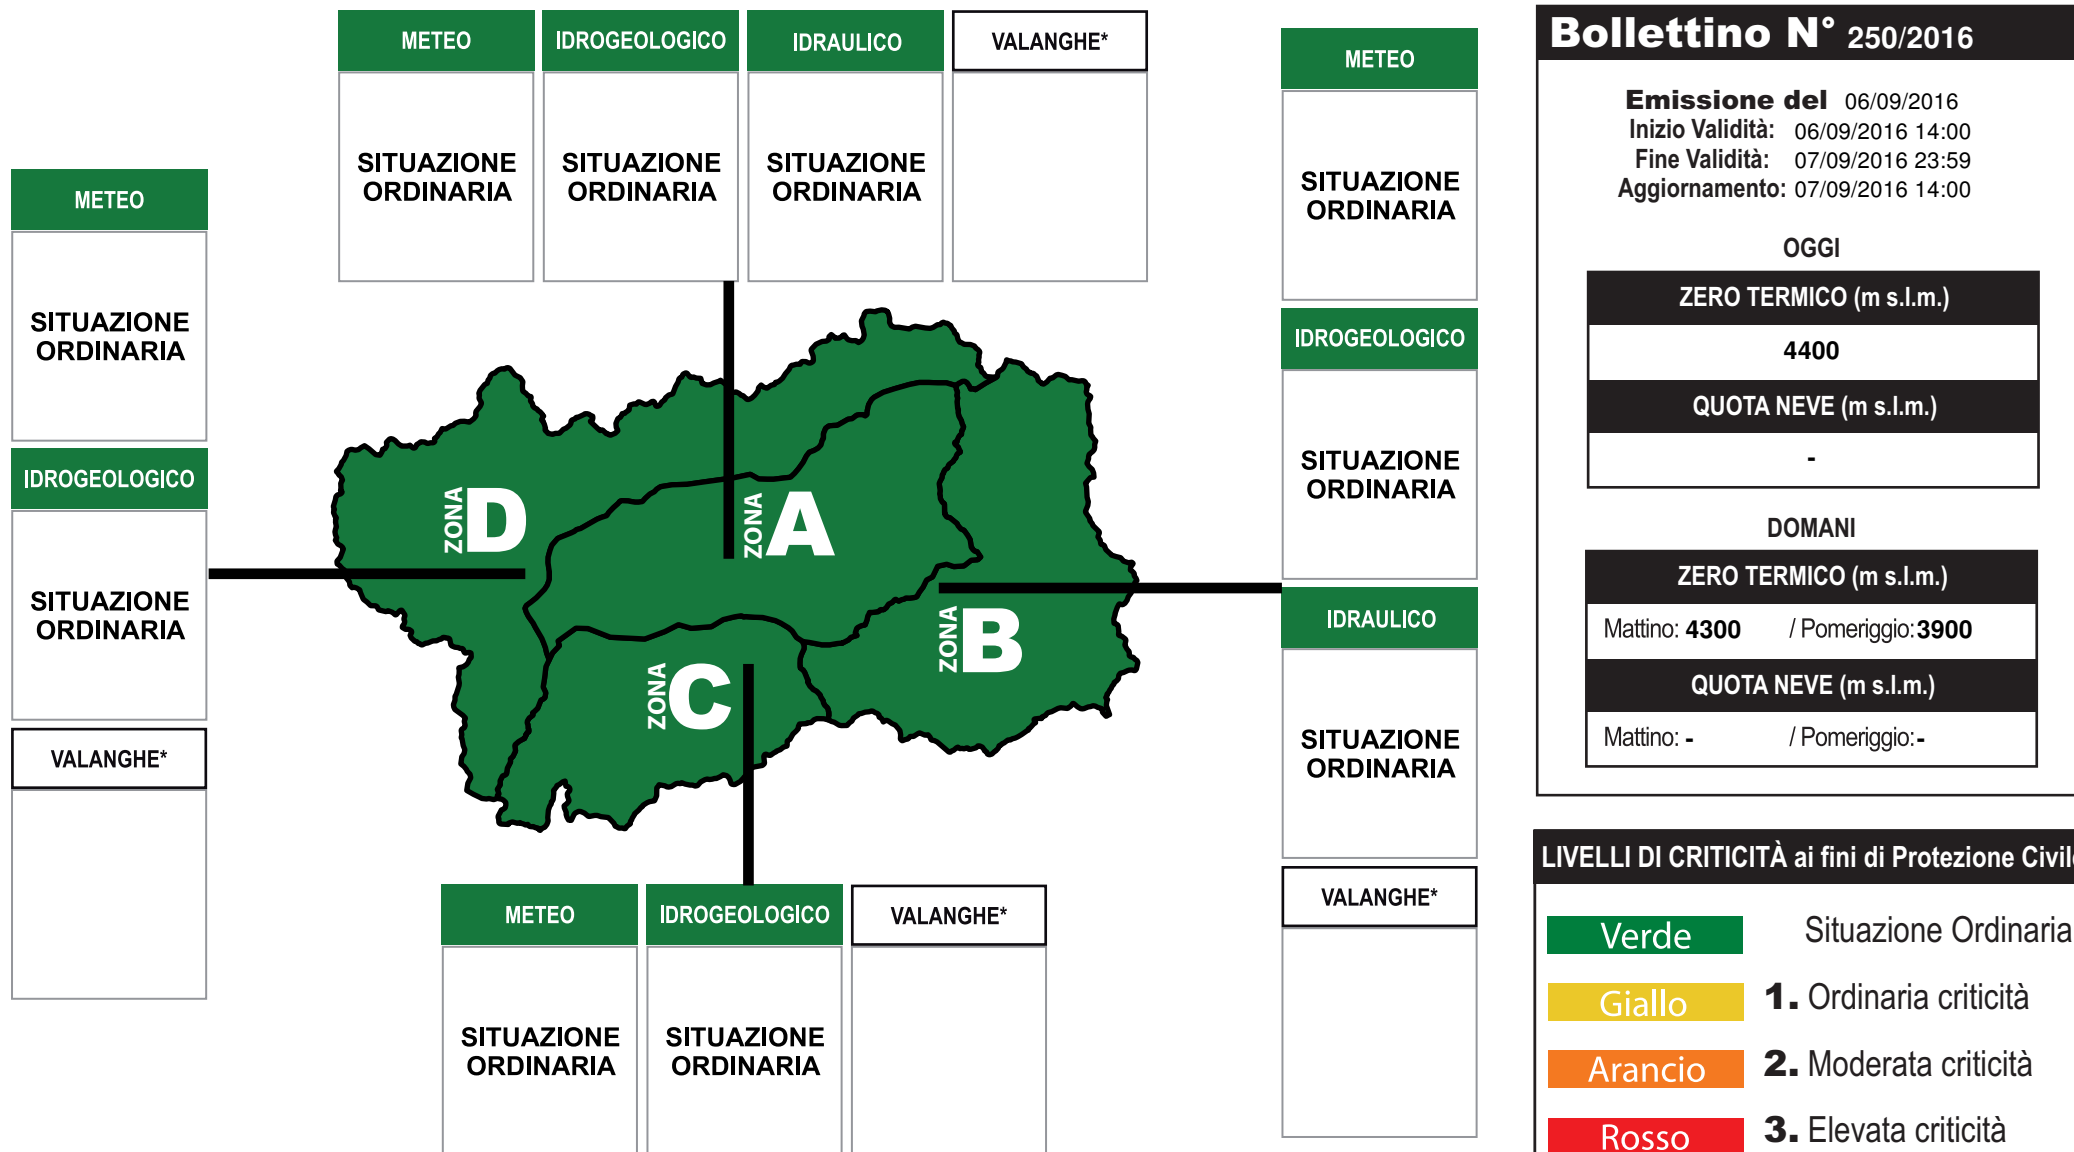 METEO
IDROGEOLOGICO
IDRAULICO
VALANGHE*
SITUAZIONE
ORDINARIA
SITUAZIONE
ORDINARIA
SITUAZIONE
ORDINARIA
METEO
SITUAZIONE
ORDINARIA
IDROGEOLOGICO
SITUAZIONE
ORDINARIA
VALANGHE*
ZONA D
ZONA A
ZONA B
ZONA C
METEO
SITUAZIONE
ORDINARIA
IDROGEOLOGICO
SITUAZIONE
ORDINARIA
IDRAULICO
SITUAZIONE
ORDINARIA
VALANGHE*
METEO
IDROGEOLOGICO
VALANGHE*
SITUAZIONE
ORDINARIA
SITUAZIONE
ORDINARIA
Bollettino N° 250/2016
Emissione del 06/09/2016
Inizio Validità: 06/09/2016 14:00
Fine Validità: 07/09/2016 23:59
Aggiornamento: 07/09/2016 14:00
OGGI
ZERO TERMICO (m s.l.m.)
4400
QUOTA NEVE (m s.l.m.)
-
DOMANI
ZERO TERMICO (m s.l.m.)
Mattino: 4300 / Pomeriggio: 3900
QUOTA NEVE (m s.l.m.)
Mattino: - / Pomeriggio: -
LIVELLI DI CRITICITÀ ai fini di Protezione Civile
Verde Situazione Ordinaria
Giallo 1. Ordinaria criticità
Arancio 2. Moderata criticità
Rosso 3. Elevata criticità